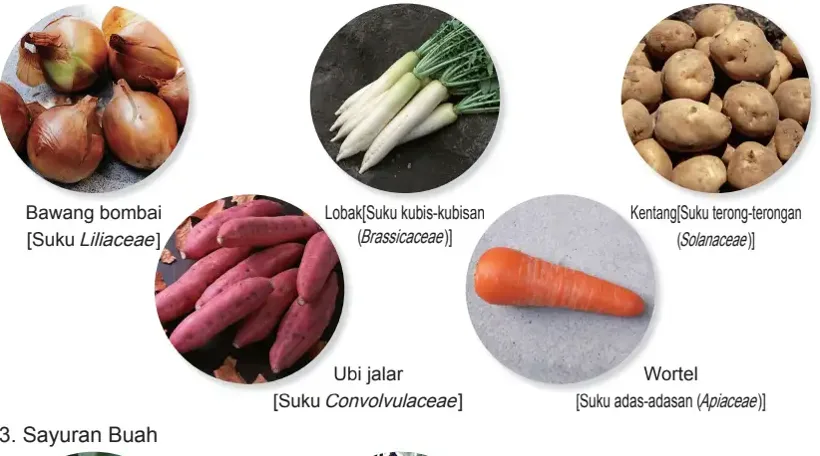 Bawang bombai
[Suku Liliaceae]
Lobak[Suku kubis-kubisan
(Brassicaceae)]
Kentang[Suku terong-terongan
(Solanaceae)]
Ubi jalar
[Suku Convolvulaceae]
Wortel
[Suku adas-adasan (Apiaceae)]
3. Sayuran Buah